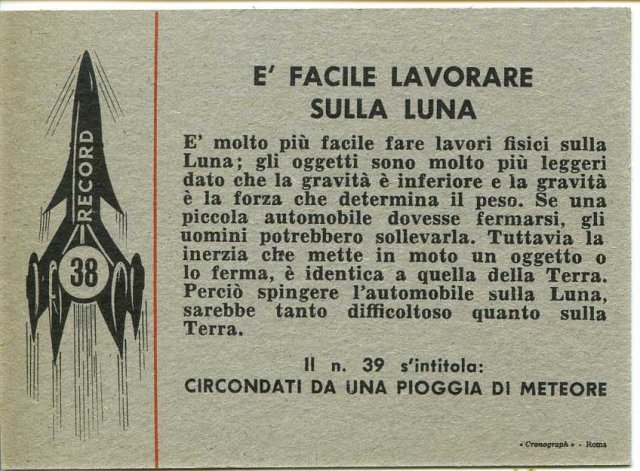 RECORD
38
E' FACILE LAVORARE
SULLA LUNA
E' molto più facile fare lavori fisici sulla
Luna; gli oggetti sono molto più leggeri
dato che la gravità è inferiore e la gravità
è la forza che determina il peso. Se una
piccola automobile dovesse fermarsi, gli
uomini potrebbero sollevarla. Tuttavia la
inerzia che mette in moto un oggetto o
lo ferma, è identica a quella della Terra.
Perciò spingere l'automobile sulla Luna,
sarebbe tanto difficoltoso quanto sulla
Terra.
Il n. 39 s'intitola:
CIRCONDATI DA UNA PIOGGIA DI METEORE
« Cronograph » - Roma